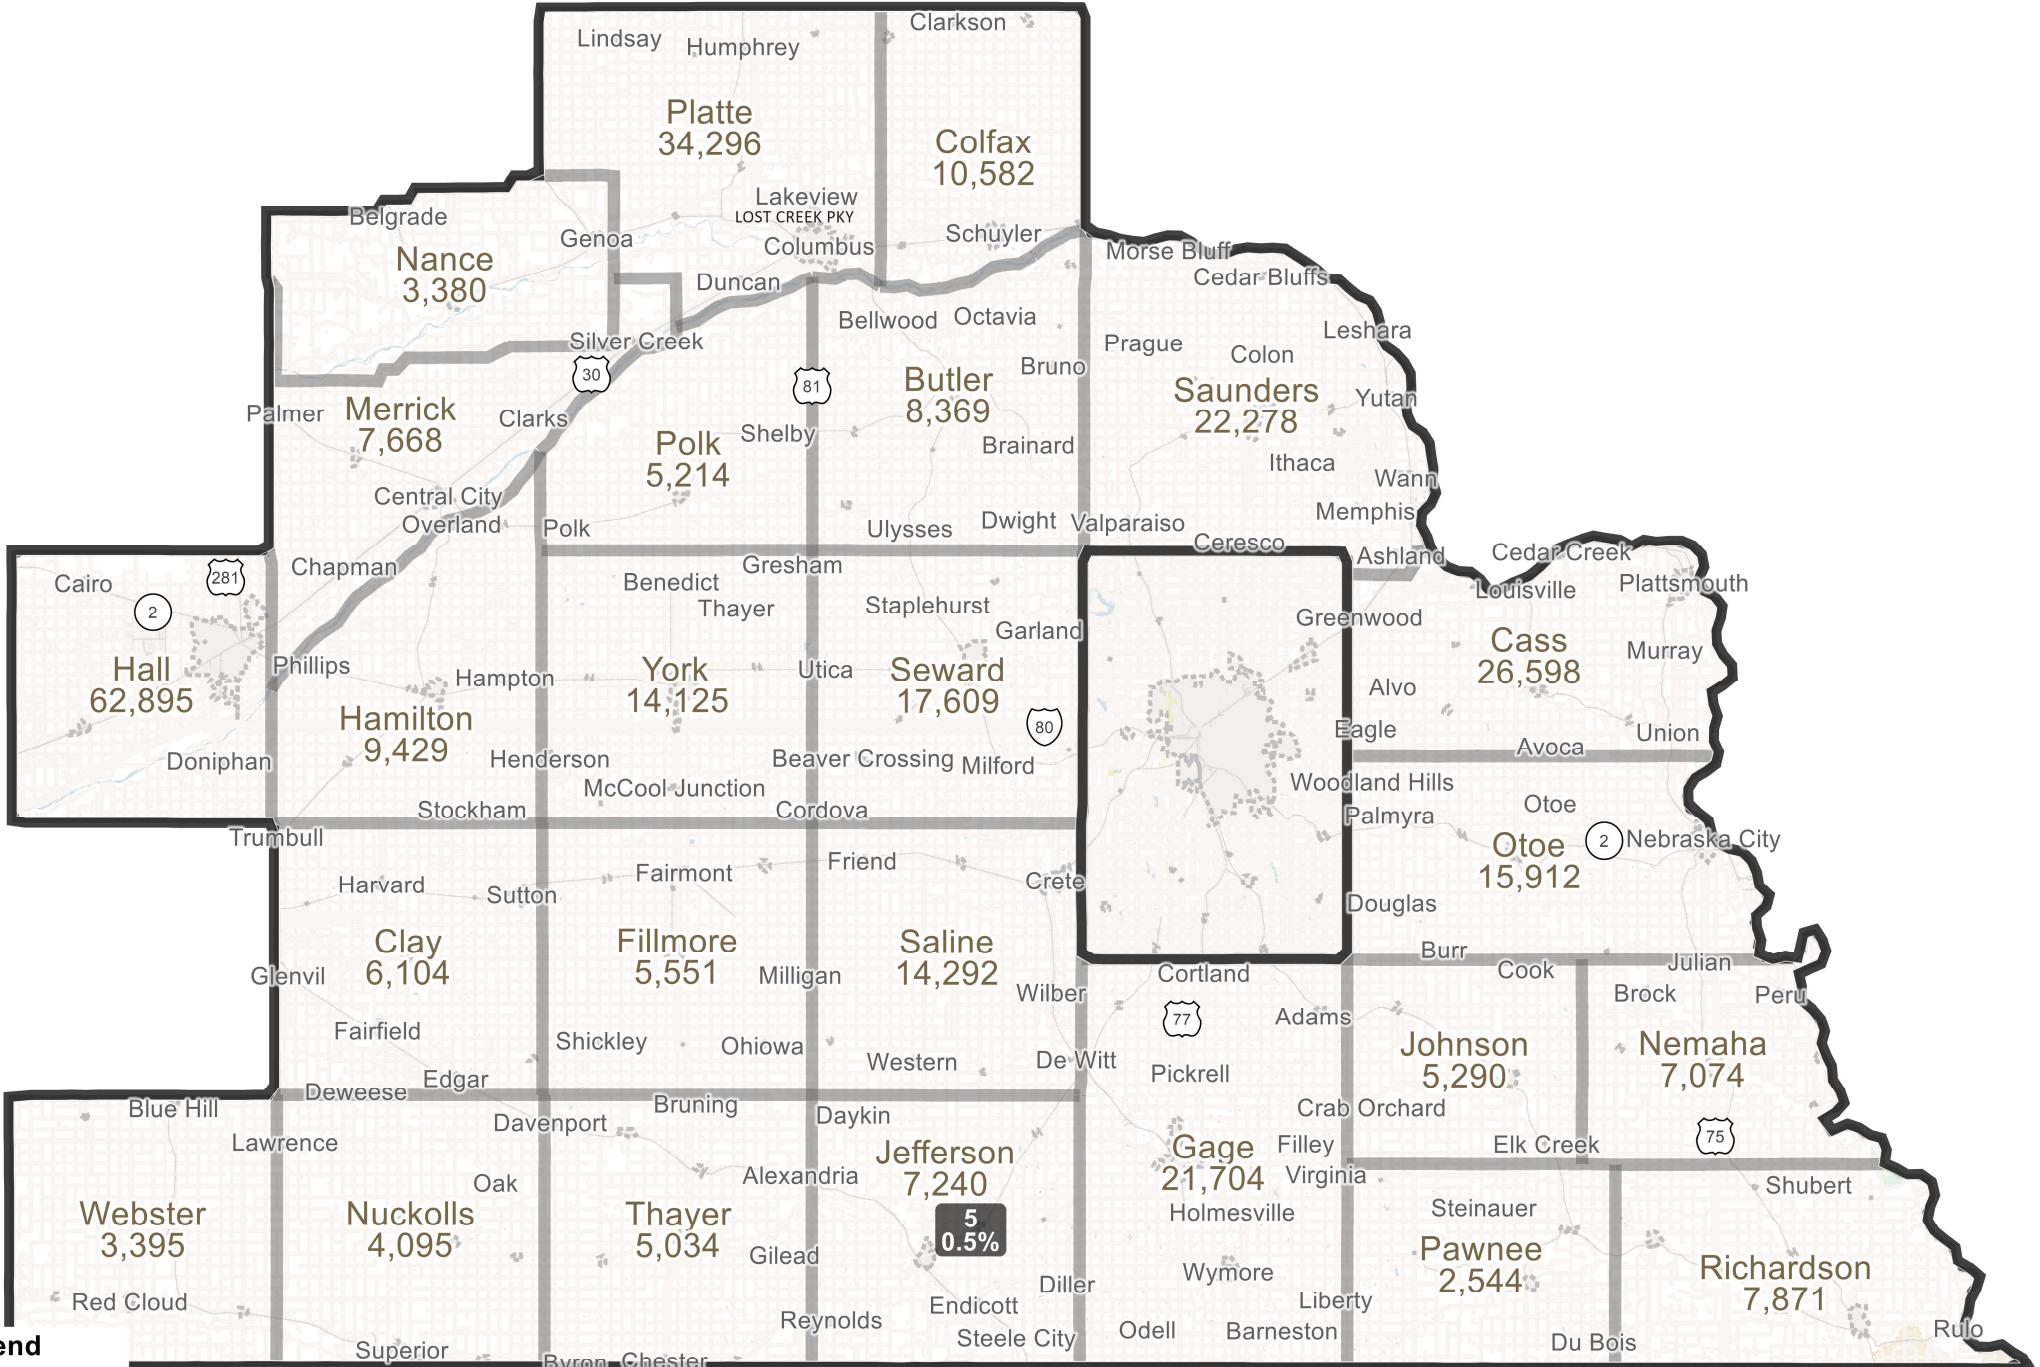 Clarkson
Lindsay
Humphrey
Platte
34,296
Colfax
10,582
Lakeview
LOST CREEK PKY
Belgrade
Genoa
Columbus
Schuyler
Morse Bluff
Nance
3,380
Duncan
Cedar Bluffs
Bellwood
Octavia
Leshara
Silver Creek
Prague
Colon
30
81
Bruno
Butler
8,369
Saunders
22,278
Yutan
Palmer
Merrick
7,668
Clarks
Shelby
Polk
5,214
Brainard
Ithaca
Wann
Central City
Overland
Polk
Ulysses
Dwight
Valparaiso
Memphis
Ceresco
Ashland
Cedar Creek
Chapman
Gresham
Cairo
281
2
Benedict
Thayer
Staplehurst
Garland
Greenwood
Louisville
Plattsmouth
Cass
26,598
Murray
Hall
62,895
Phillips
Hampton
York
14,125
Utica
Seward
17,609
Alvo
Hamilton
9,429
80
Eagle
Union
Avoca
Doniphan
Henderson
Beaver Crossing
Milford
McCool Junction
Woodland Hills
Otoe
Stockham
Cordova
Palmyra
Trumbull
Otoe
15,912
2
Nebraska City
Harvard
Sutton
Fairmont
Friend
Crete
Douglas
Clay
6,104
Fillmore
5,551
Saline
14,292
Burr
Cook
Julian
Glenvil
Milligan
Wilber
Cortland
Brock
Peru
77
Adams
Fairfield
Shickley
Ohiowa
Western
De Witt
Johnson
5,290
Nemaha
7,074
Pickrell
Deweese
Edgar
Blue Hill
Bruning
Daykin
Crab Orchard
Lawrence
Davenport
Jefferson
7,240
Gage
21,704
Filley
Elk Creek
75
Oak
Alexandria
Virginia
Shubert
Webster
3,395
Nuckolls
4,095
Thayer
5,034
5
0.5%
Holmesville
Steinauer
Pawnee
2,544
Gilead
Wymore
Richardson
7,871
Diller
Red Cloud
Reynolds
Endicott
Liberty
Steele City
Odell
Barneston
Rulo
end
Superior
Du Bois
Byron
Chester